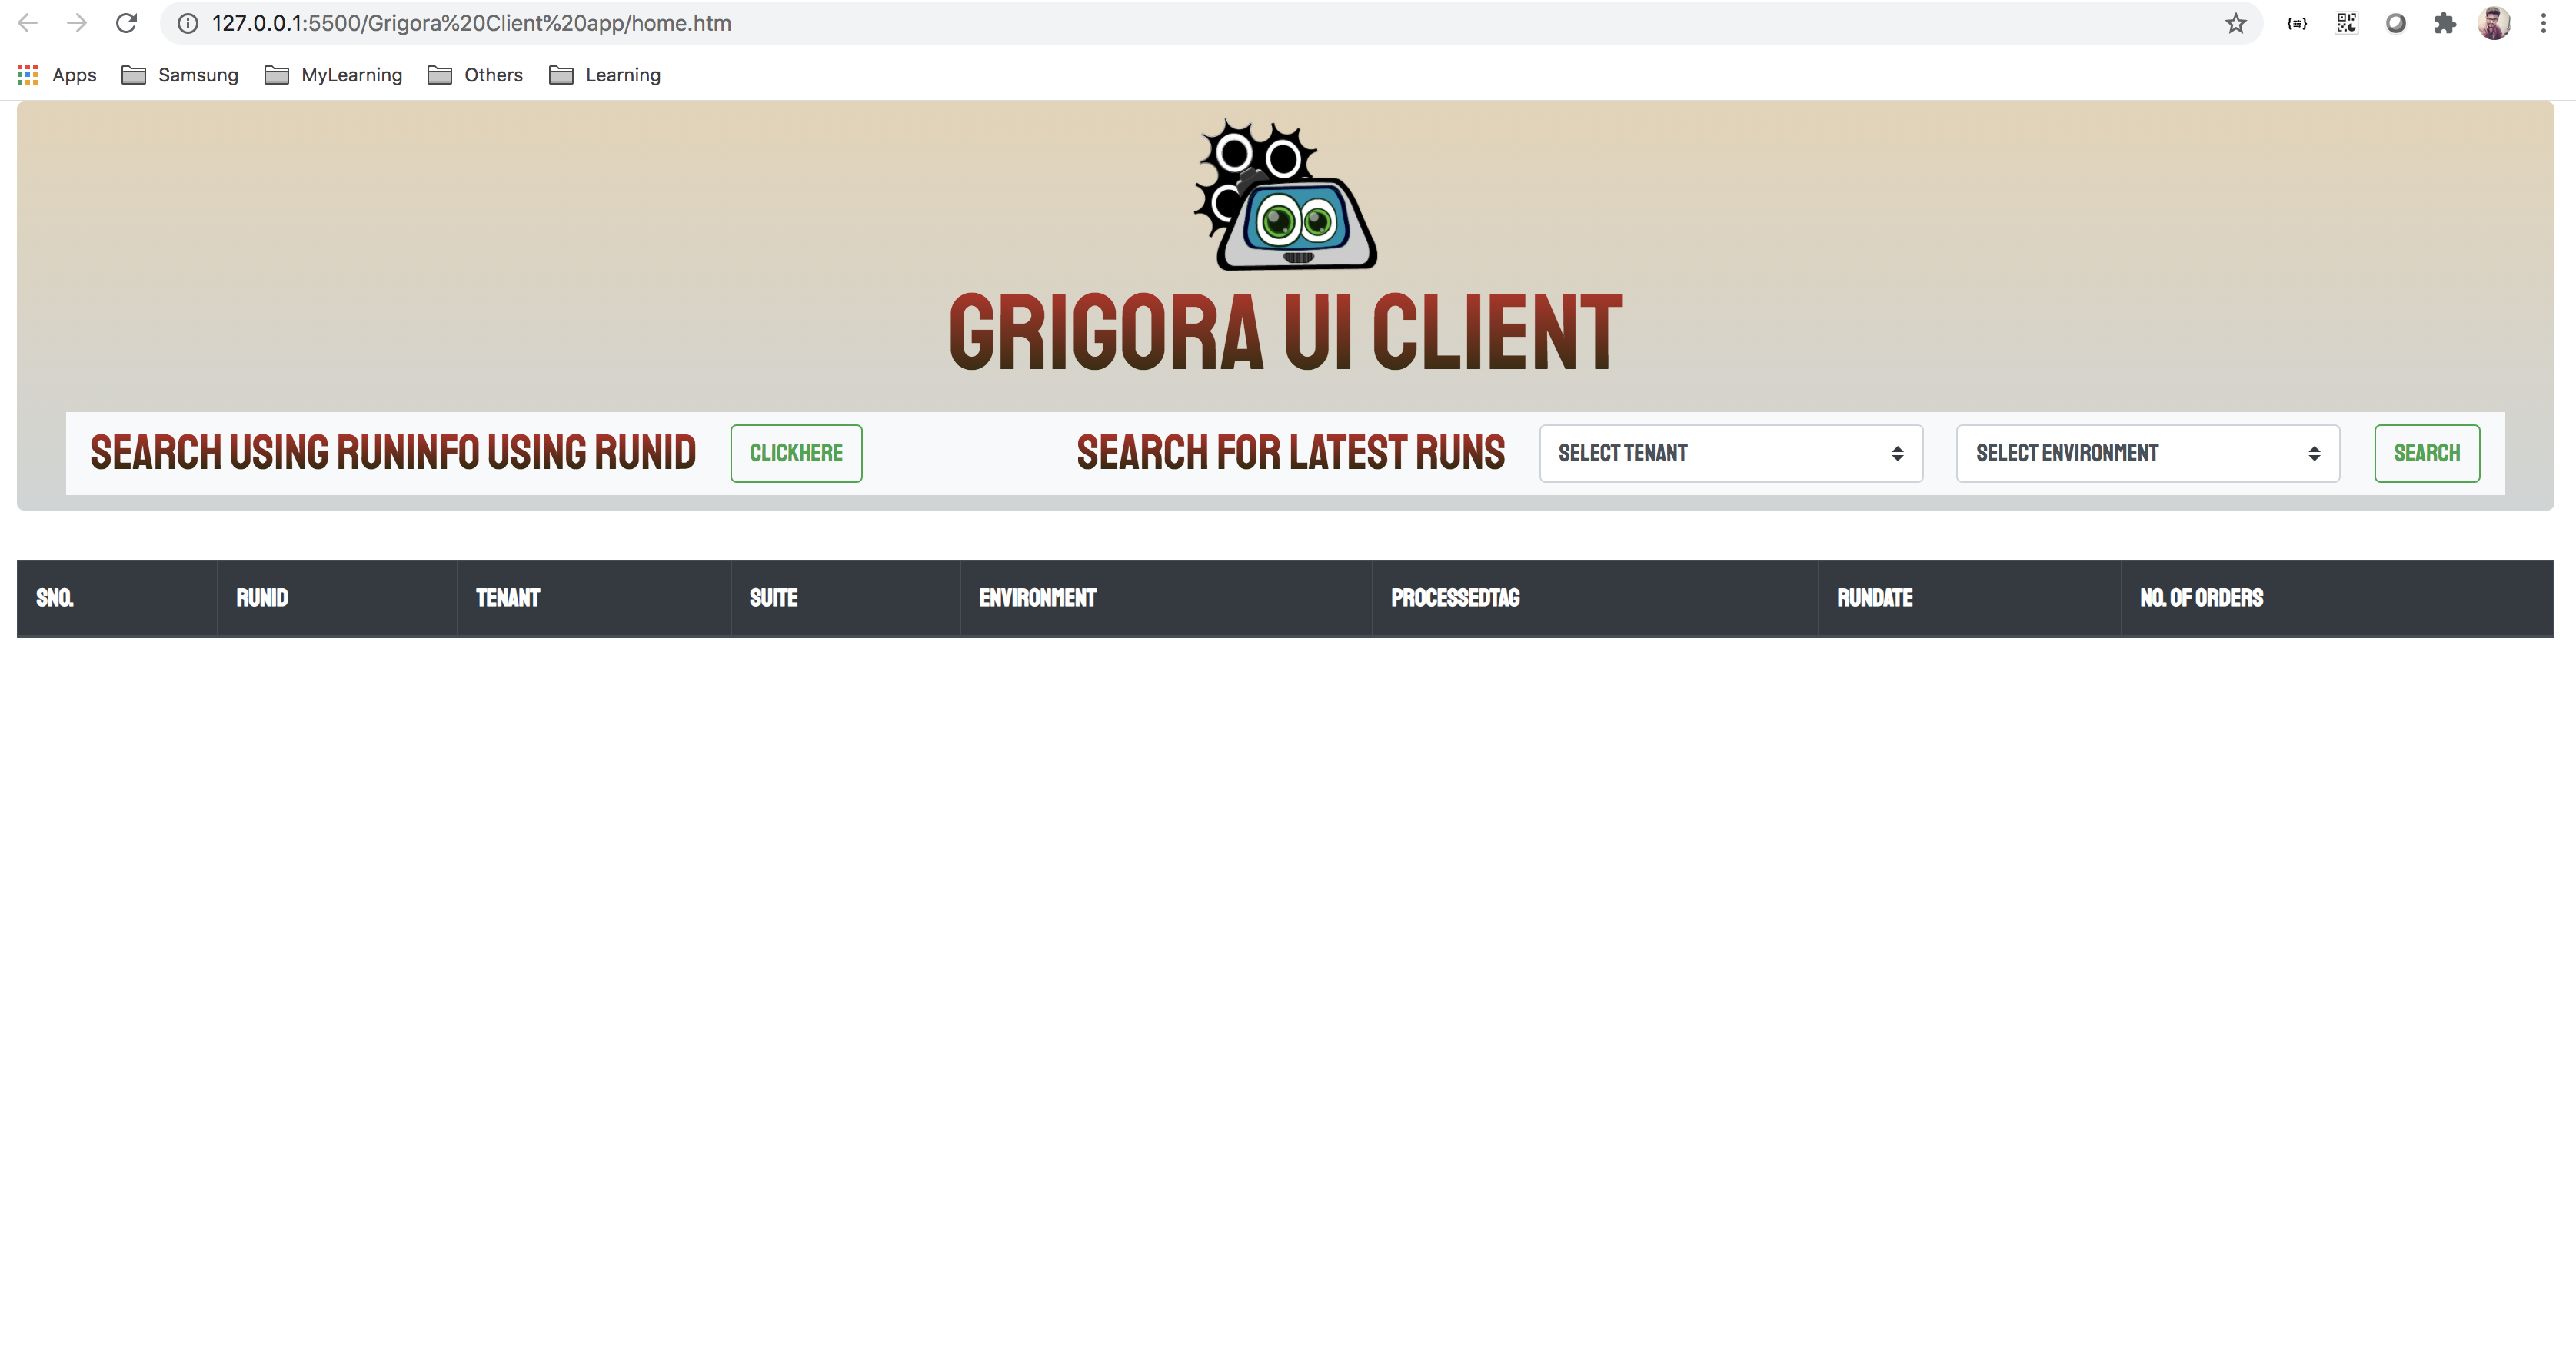 127.0.0.1:5500/Grigora%20Client%20app/home.htm
Apps Samsung MyLearning Others Learning
GRIGORA UI CLIENT
SEARCH USING RUNINFO USING RUNID CLICKHERE SEARCH FOR LATEST RUNS SELECT TENANT SELECT ENVIRONMENT SEARCH
SNO. RUNID TENANT SUITE ENVIRONMENT PROCESSEDTAG RUNDATE NO. OF ORDERS